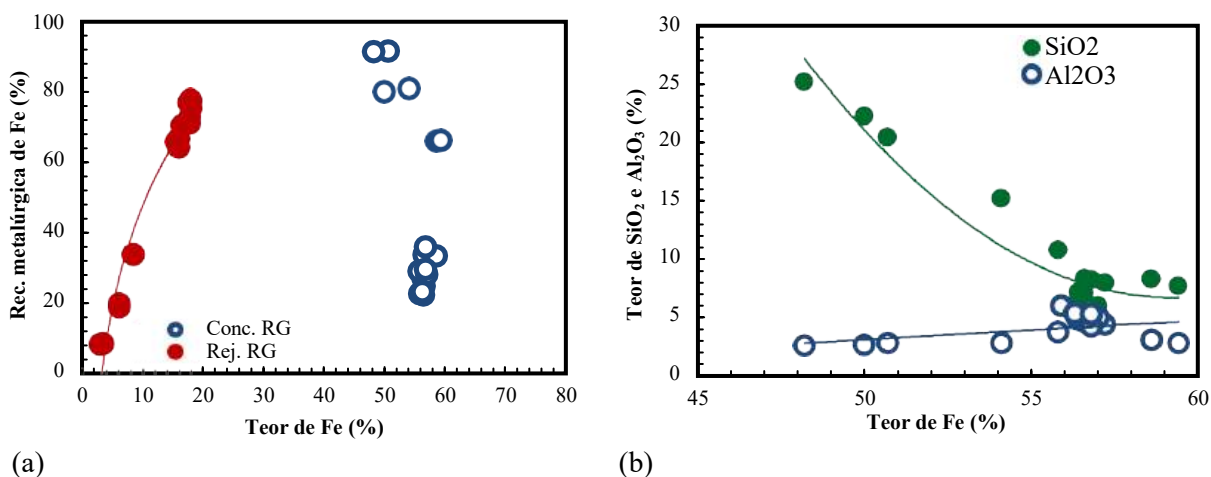 100
80
60
40
20
0
Rec. metalúrgica de Fe (%)
Conc. RG
Rej. RG
0 10 20 30 40 50 60 70 80
Teor de Fe (%)
(a)
30
25
20
15
10
5
0
Teor de SiO₂ e Al₂O₃ (%)
SiO2
Al2O3
45 50 55 60
Teor de Fe (%)
(b)